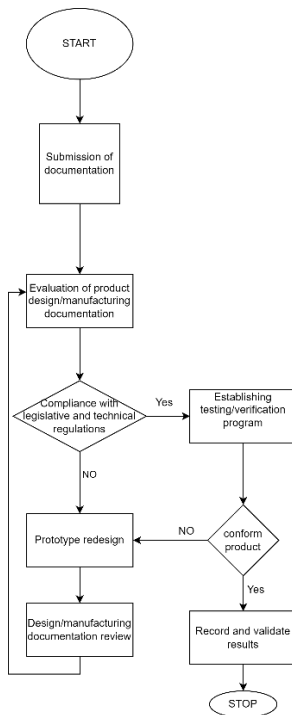 START
Submission of
documentation
Evaluation of product
design/manufacturing
documentation
Compliance with
legislative and technical
regulations
Yes
Establishing
testing/verification
program
NO
Prototype redesign
NO
conform
product
Yes
Design/manufacturing
documentation review
Record and validate
results
STOP